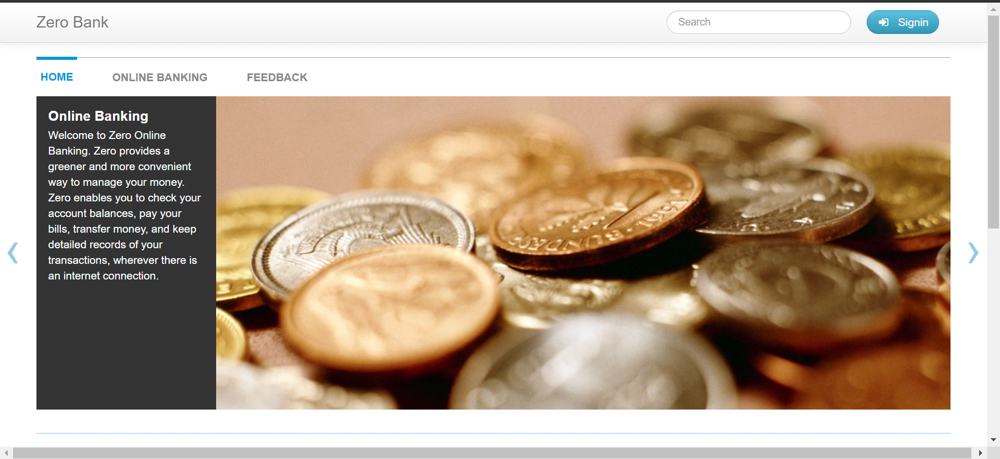 Zero Bank
Search
Signin
HOME
ONLINE BANKING
FEEDBACK
Online Banking
Welcome to Zero Online
Banking. Zero provides a
greener and more convenient
way to manage your money.
Zero enables you to check your
account balances, pay your
bills, transfer money, and keep
detailed records of your
transactions, wherever there is
an internet connection.